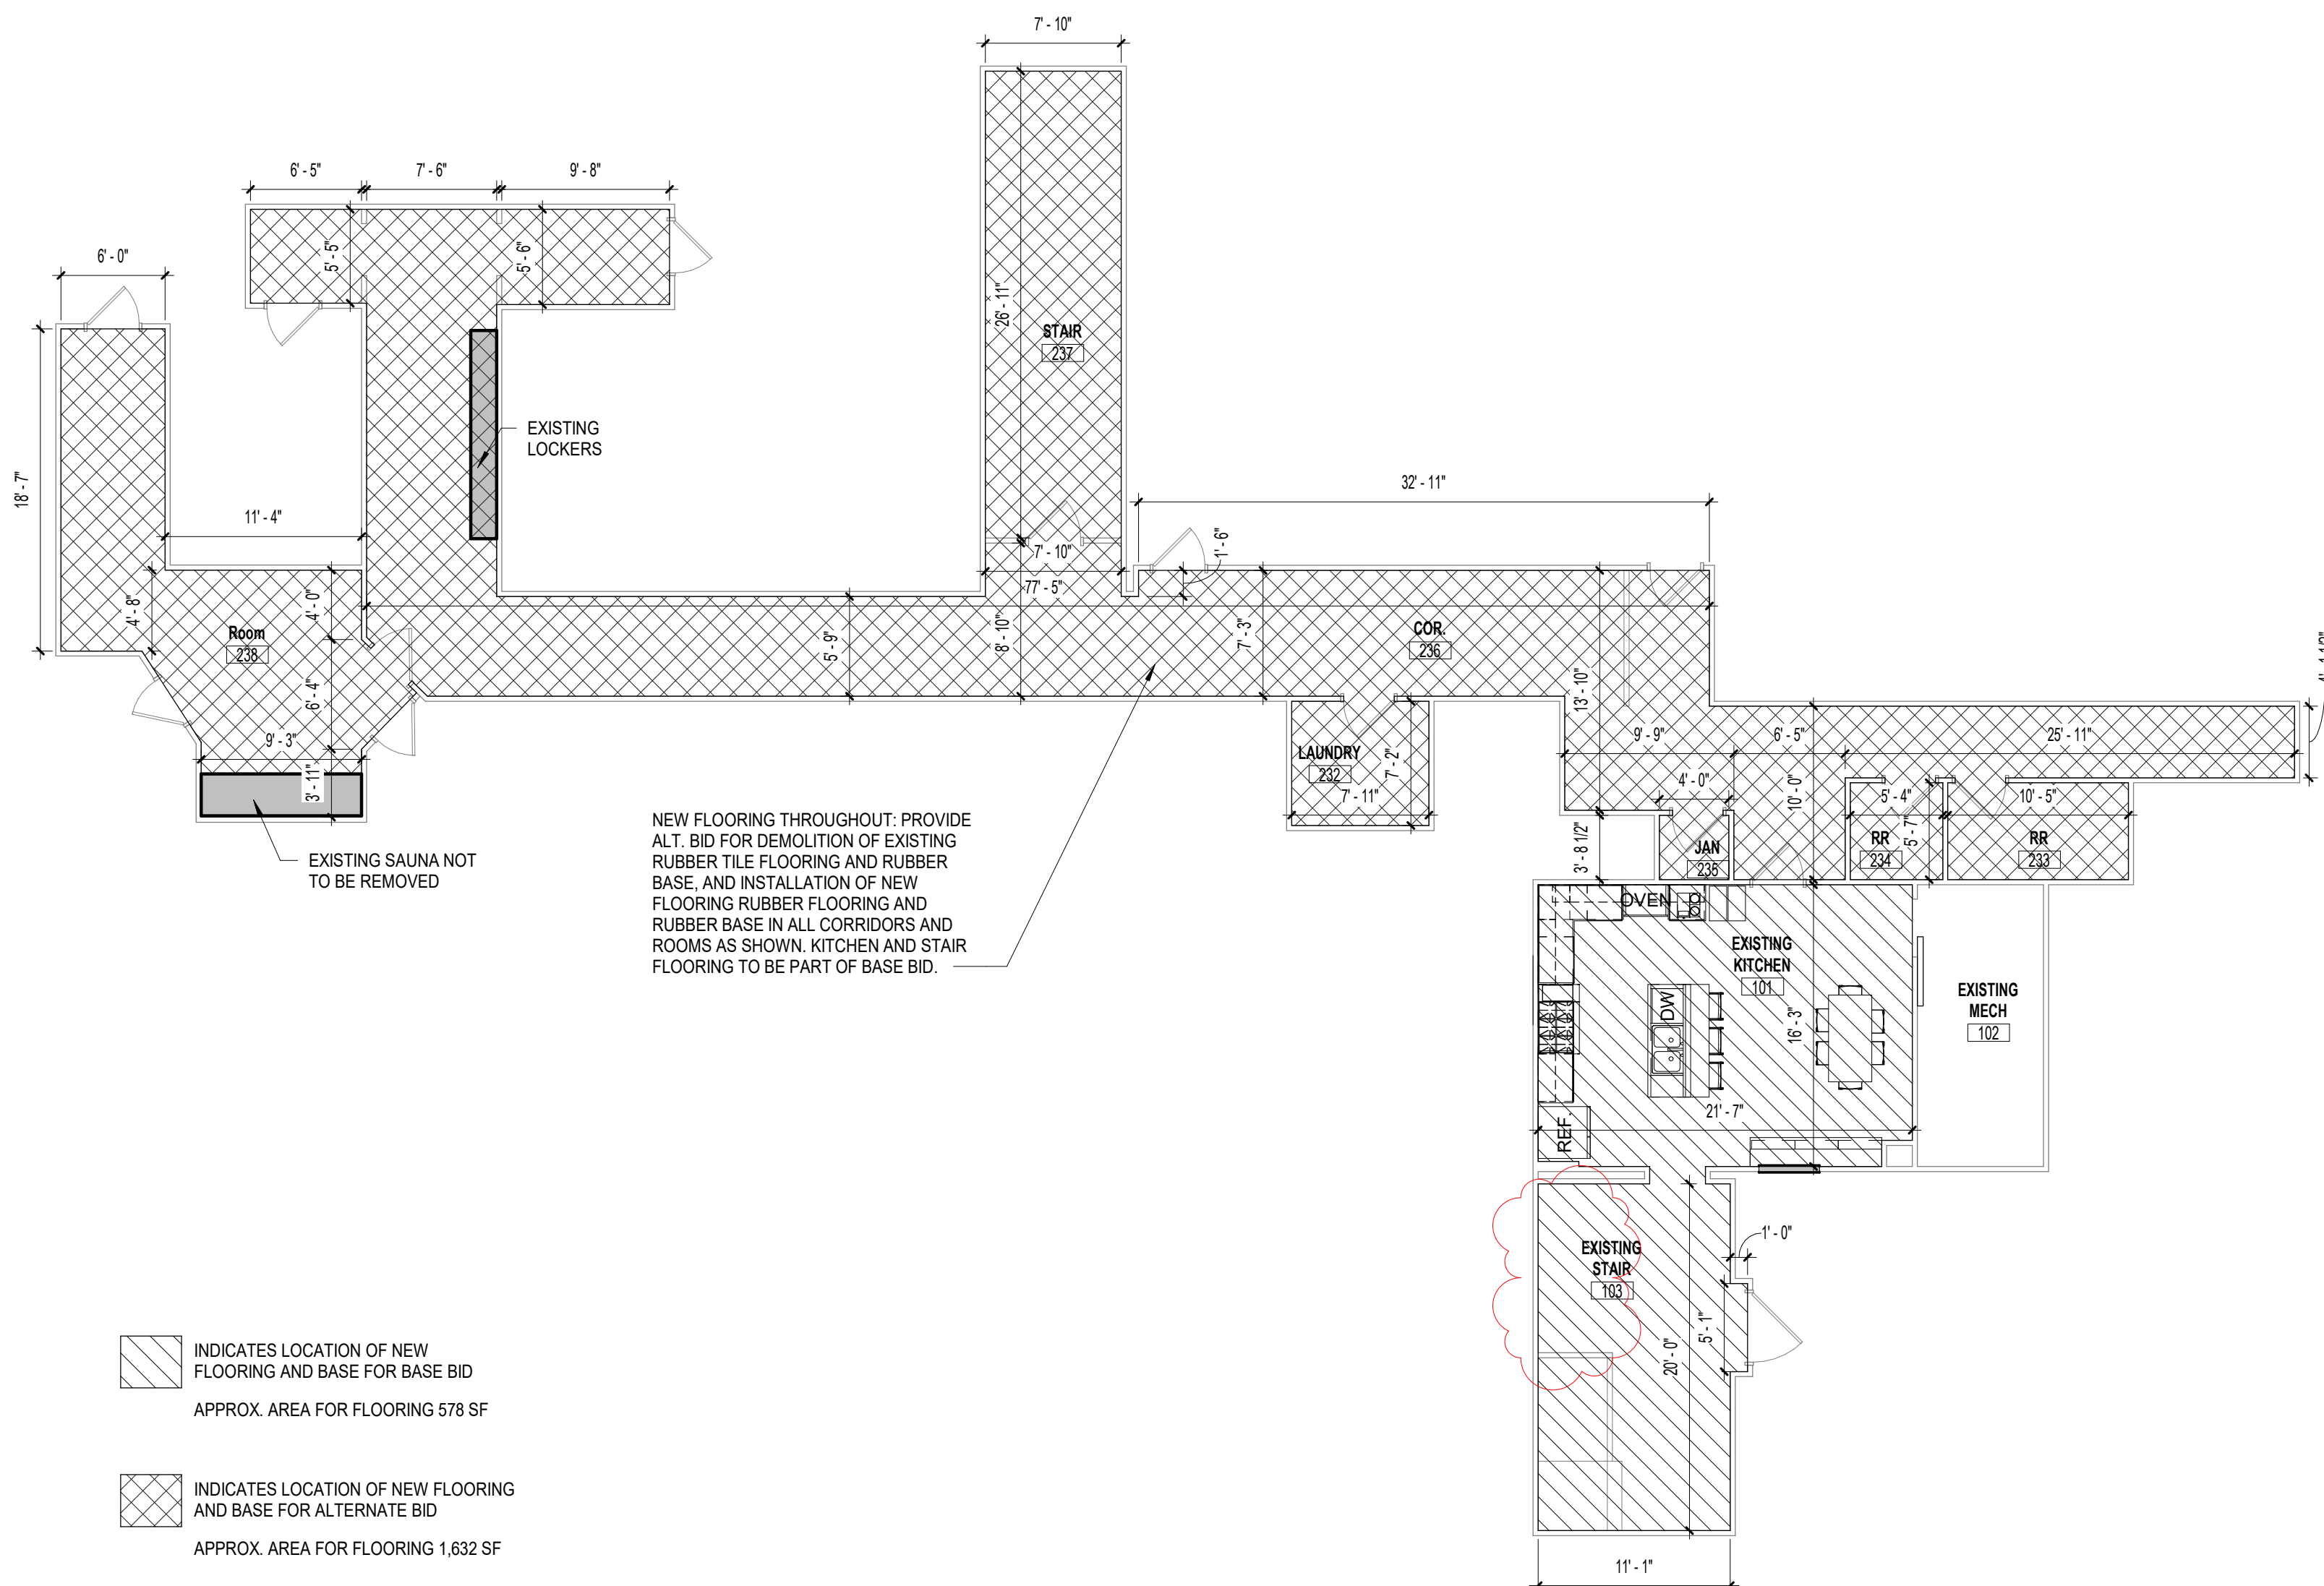 7' - 10"
6' - 5"
7' - 6"
9' - 8"
5' - 5"
5' - 6"
6' - 0"
26' - 11"
STAIR
237
EXISTING
LOCKERS
18' - 7"
11' - 4"
32' - 11"
1' - 6"
7' - 10"
77' - 5"
4' - 8"
4' - 0"
Room
238
5' - 9"
8' - 10"
7' - 3"
COR.
236
13' - 10"
6' - 4"
9' - 3"
3' - 11"
9' - 9"
6' - 5"
25' - 11"
LAUNDRY
232
7' - 2"
7' - 11"
4' - 0"
10' - 0"
5' - 4"
10' - 5"
5' - 7"
3' - 8 1/2"
JAN
235
RR
234
RR
233
EXISTING SAUNA NOT
TO BE REMOVED
NEW FLOORING THROUGHOUT: PROVIDE
ALT. BID FOR DEMOLITION OF EXISTING
RUBBER TILE FLOORING AND RUBBER
BASE, AND INSTALLATION OF NEW
FLOORING RUBBER FLOORING AND
RUBBER BASE IN ALL CORRIDORS AND
ROOMS AS SHOWN. KITCHEN AND STAIR
FLOORING TO BE PART OF BASE BID.
OVEN
EXISTING
KITCHEN
101
DW
16' - 3"
EXISTING
MECH
102
21' - 7"
REF.
1' - 0"
EXISTING
STAIR
103
5' - 1"
20' - 0"
11' - 1"
INDICATES LOCATION OF NEW
FLOORING AND BASE FOR BASE BID
APPROX. AREA FOR FLOORING 578 SF
INDICATES LOCATION OF NEW FLOORING
AND BASE FOR ALTERNATE BID
APPROX. AREA FOR FLOORING 1,632 SF